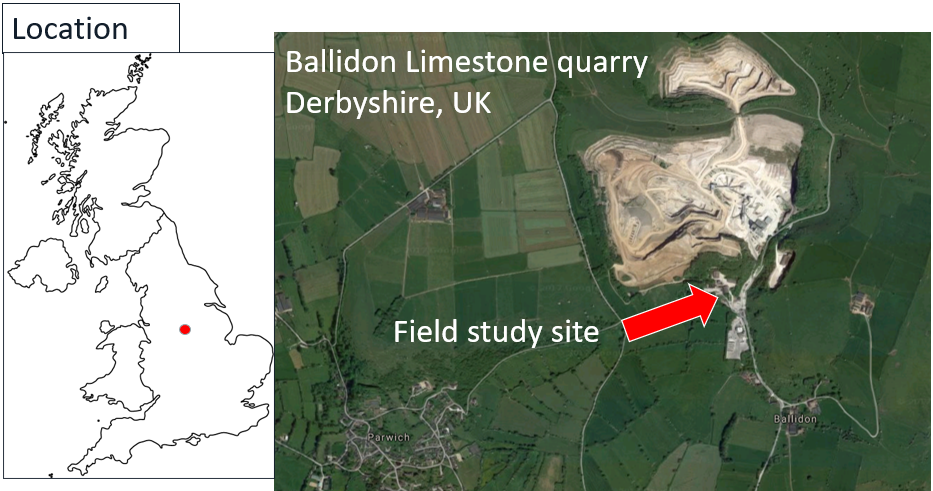 Location
Ballidon Limestone quarry
Derbyshire, UK
Field study site
Parwich
Ballidon